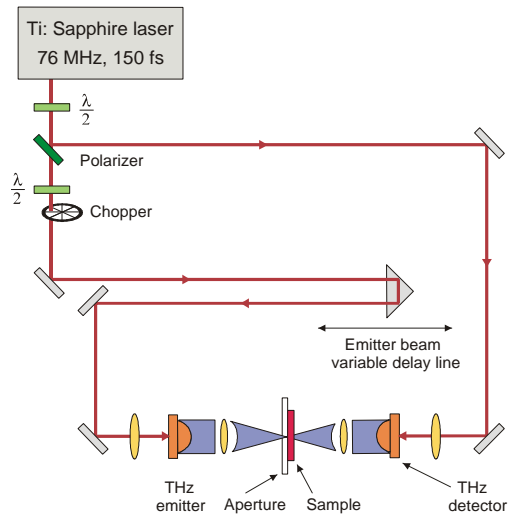 Ti: Sapphire laser
76 MHz, 150 fs
λ/2
Polarizer
λ/2
Chopper
Emitter beam
variable delay line
THz
emitter
Aperture
Sample
THz
detector